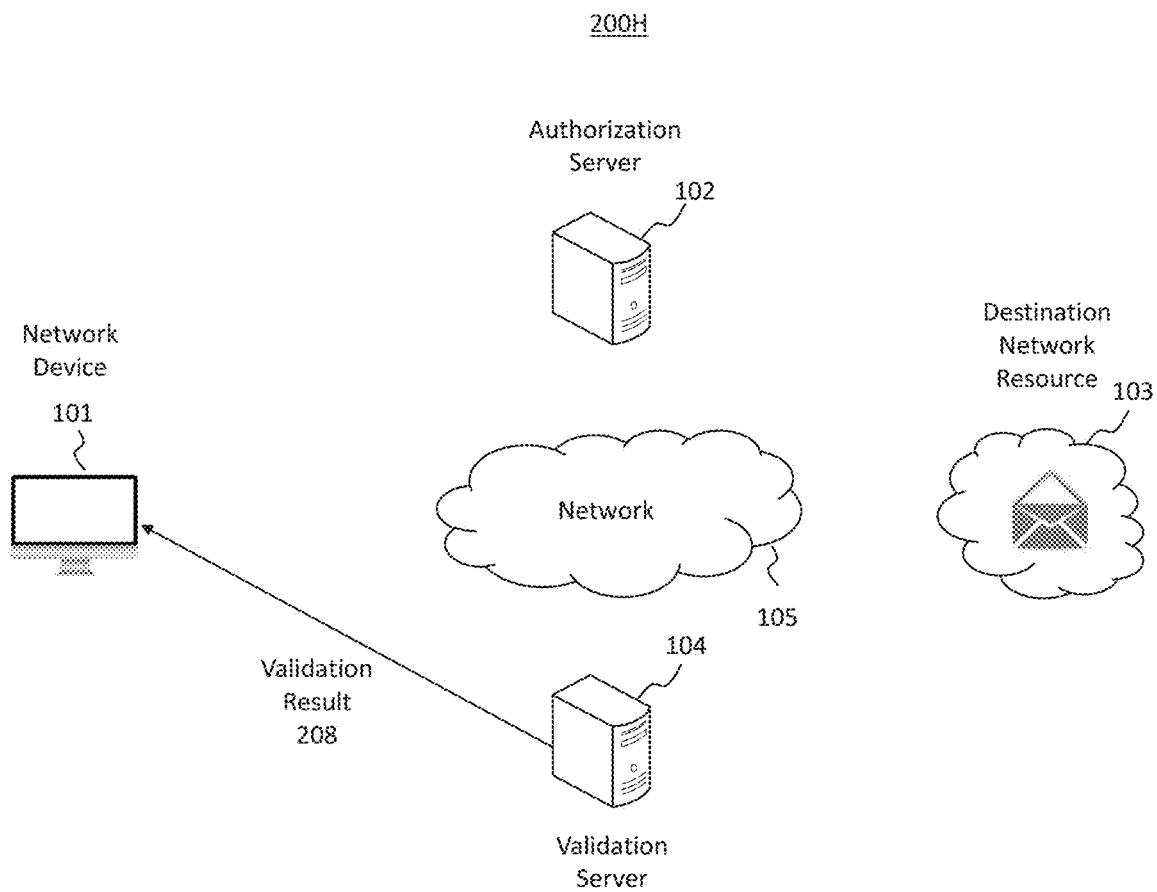 200H
Authorization
Server
102
Network
Device
101
Destination
Network
Resource
103
Network
105
104
Validation
Result
208
Validation
Server